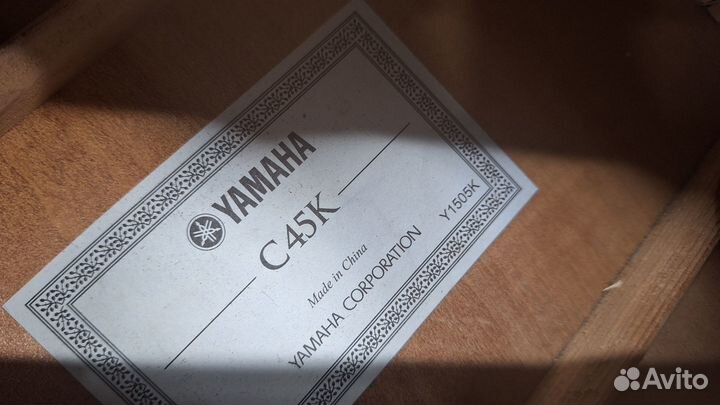 YAMAHA
C45K
Made in China
YAMAHA CORPORATION Y1505K
Avito